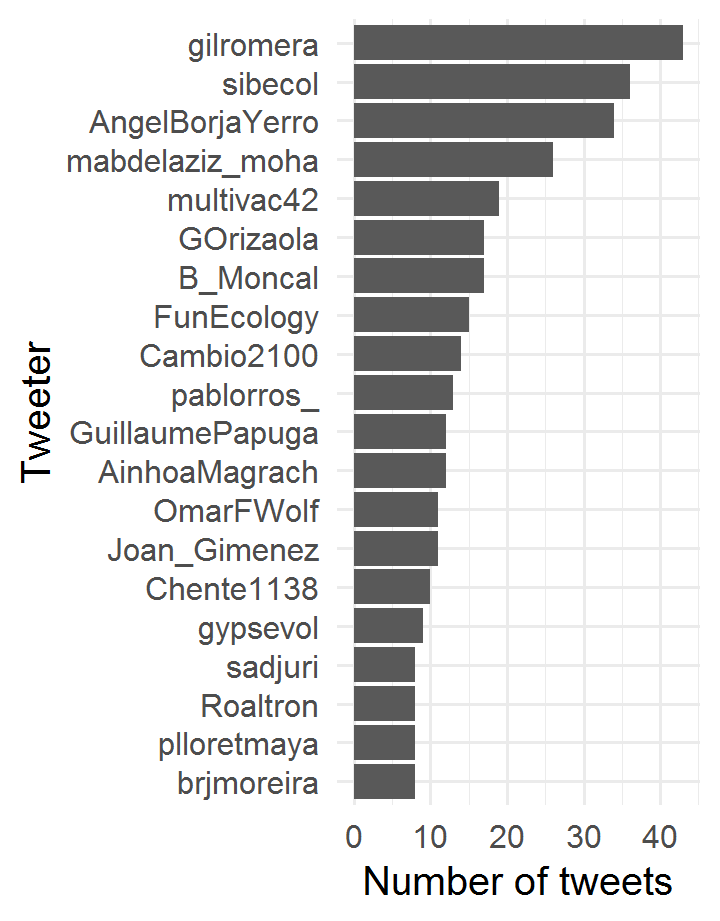 gilromera
sibecol
AngelBorjaYerro
mabdelaziz_moha
multivac42
GOrizaola
B_Moncal
FunEcology
Cambio2100
pablorros_
GuillaumePapuga
AinhoaMagrach
OmarFWolf
Joan_Gimenez
Chente1138
gypsevol
sadjuri
Roaltron
plloretmaya
brjmoreira
Tweeter
0 10 20 30 40
Number of tweets